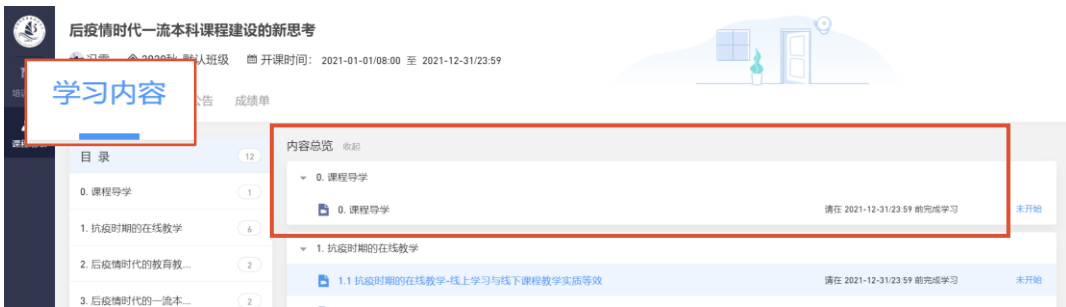 后疫情时代一流本科课程建设的新思考
默认班级 开课时间： 2021-01-01/08:00 至 2021-12-31/23:59
学习内容
公告 成绩单
目 录 12
0. 课程导学 1
1. 抗疫时期的在线教学 6
2. 后疫情时代的教育教... 2
3. 后疫情时代的一流本... 2
内容总览 收起
0. 课程导学
0. 课程导学 请在 2021-12-31/23:59 前完成学习 未开始
1. 抗疫时期的在线教学
1.1 抗疫时期的在线教学-线上学习与线下课程教学实质等效 请在 2021-12-31/23:59 前完成学习 未开始